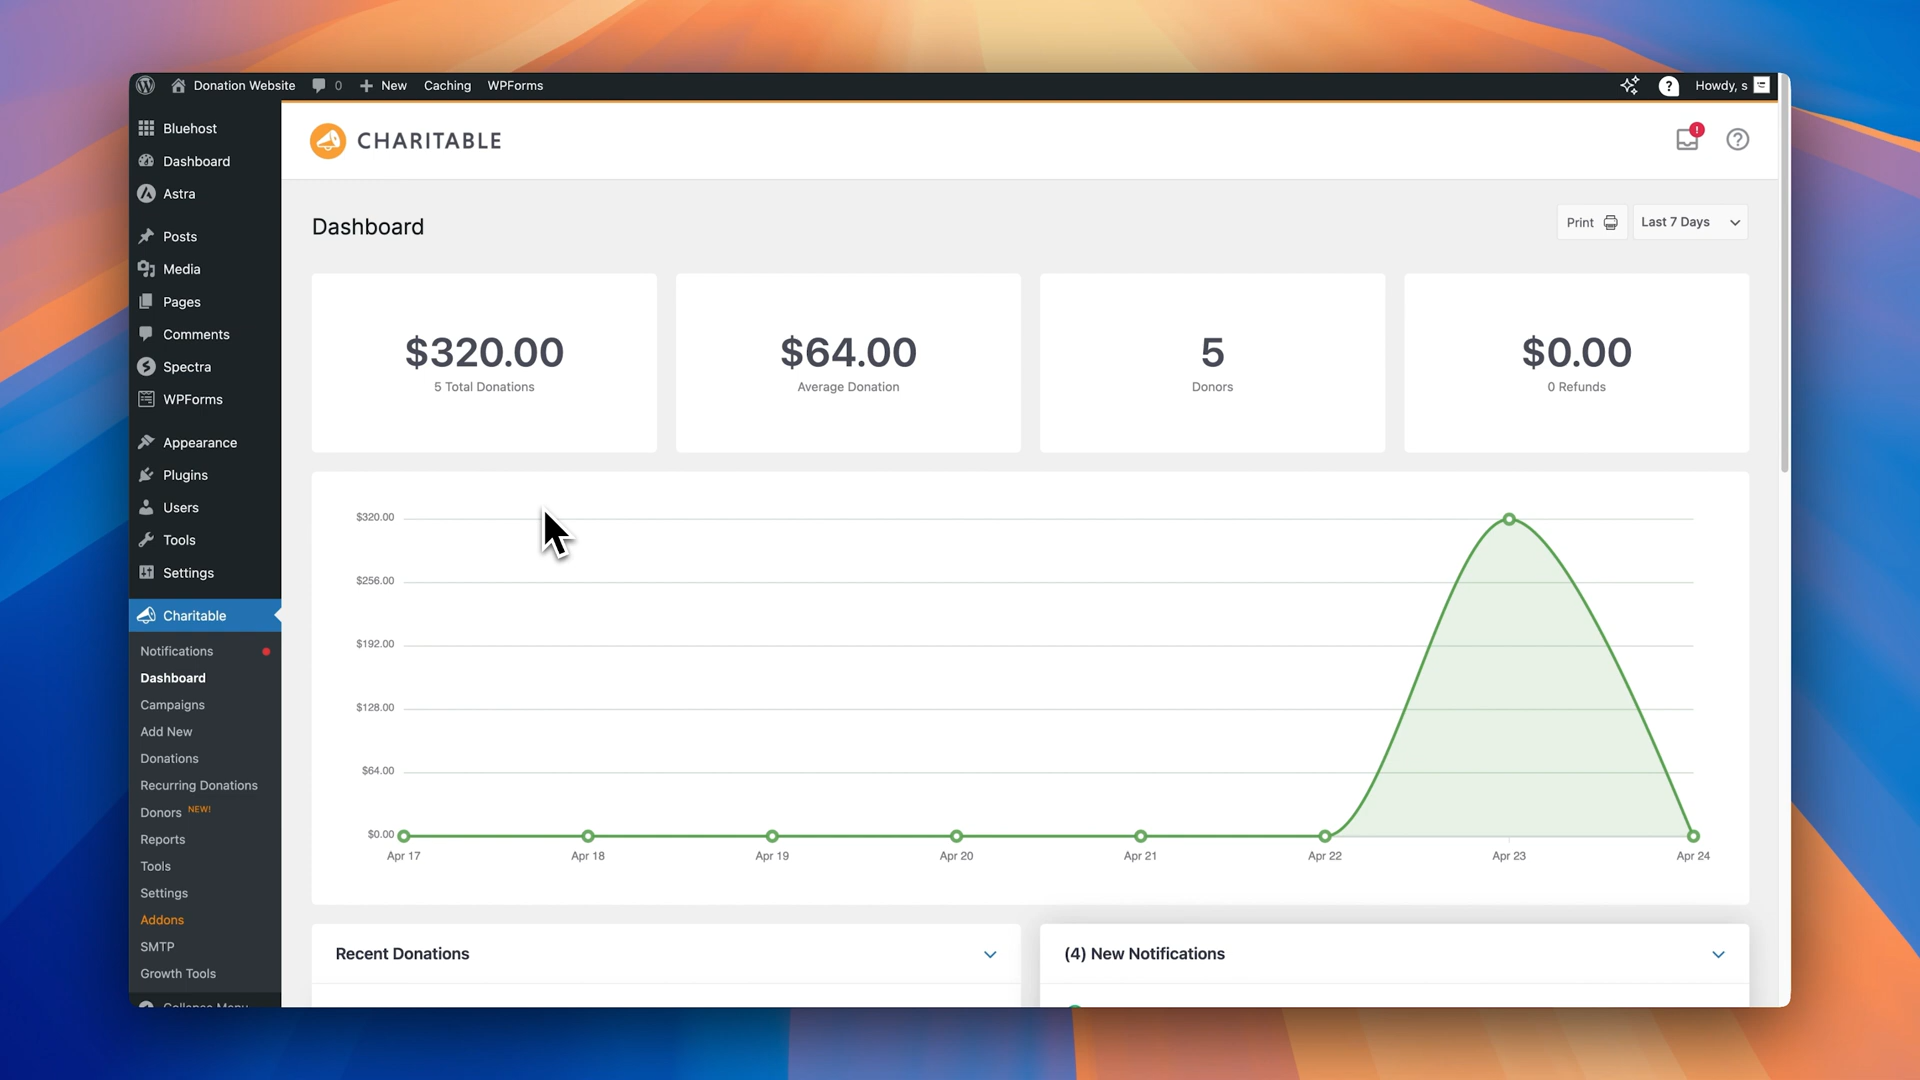 Donation Website 0 New Caching WPForms ? Howdy, s
Bluehost
Dashboard
Astra
Posts
Media
Pages
Comments
Spectra
WPForms
Appearance
Plugins
Users
Tools
Settings
Charitable
Notifications
Dashboard
Campaigns
Add New
Donations
Recurring Donations
Donors NEW!
Reports
Tools
Settings
Addons
SMTP
Growth Tools
Collapse Menu
CHARITABLE
! ?
Dashboard
Print Last 7 Days
$320.00
5 Total Donations
$64.00
Average Donation
5
Donors
$0.00
0 Refunds
$320.00
$256.00
$192.00
$128.00
$64.00
$0.00
Apr 17 Apr 18 Apr 19 Apr 20 Apr 21 Apr 22 Apr 23 Apr 24
Recent Donations
(4) New Notifications